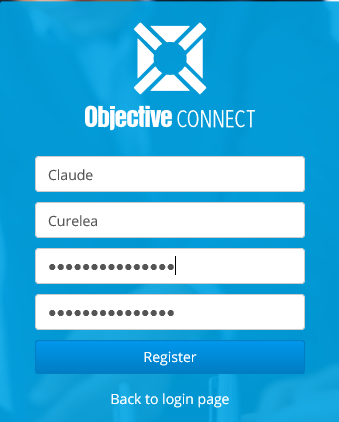 Objective CONNECT
Claude
Curelea
•••••••••••••••
•••••••••••••••
Register
Back to login page